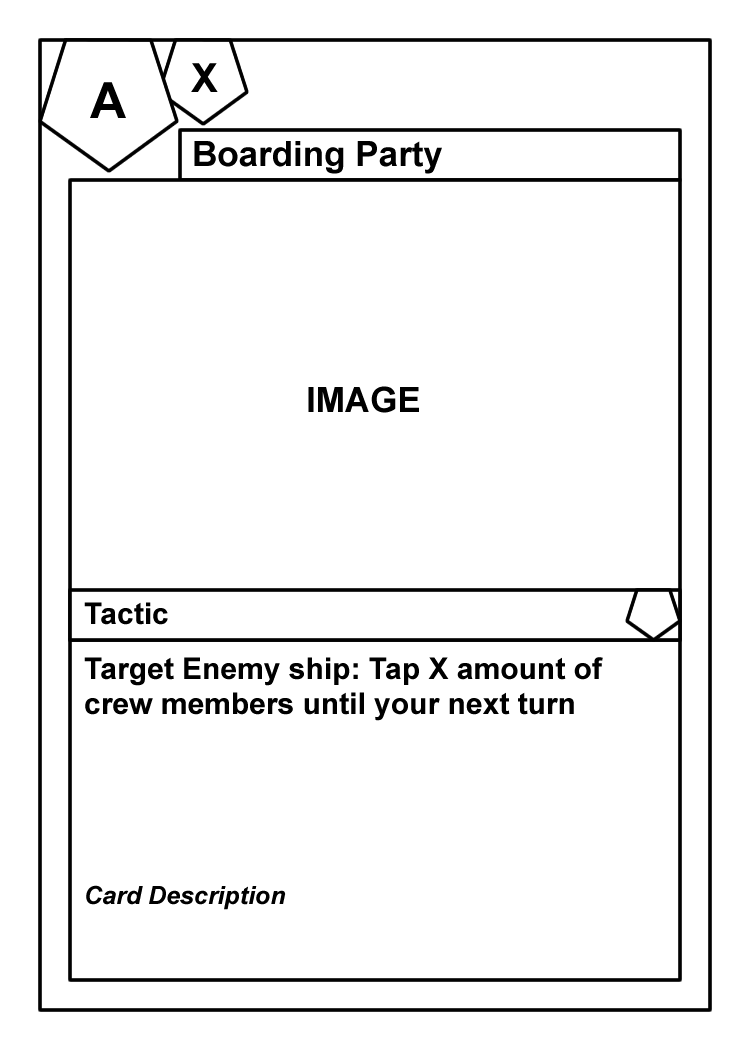 A
X
Boarding Party
IMAGE
Tactic
Target Enemy ship: Tap X amount of
crew members until your next turn
Card Description